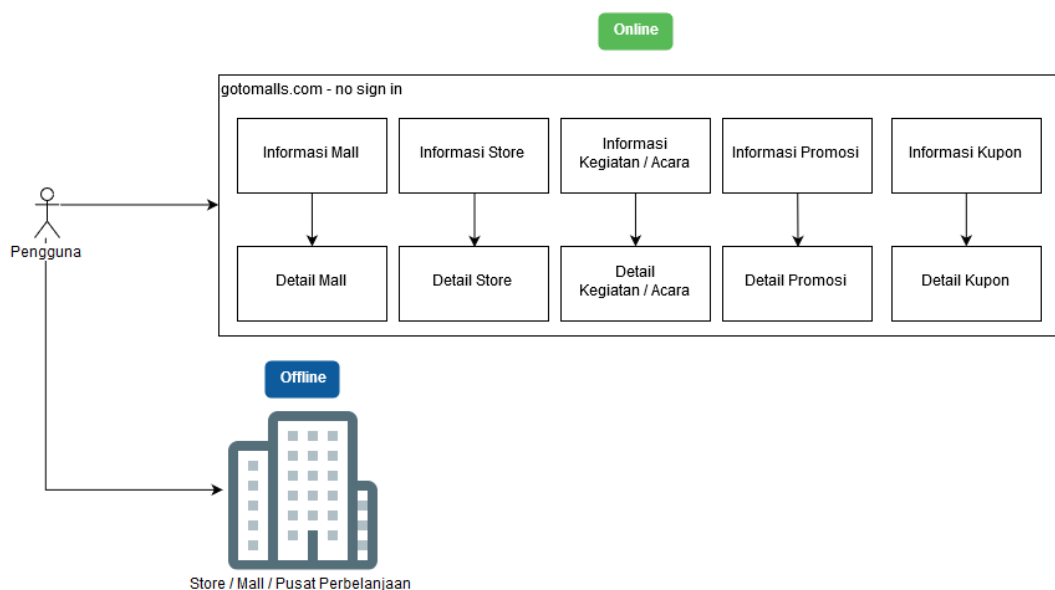 Online
gotomalls.com - no sign in
Informasi Mall
Informasi Store
Informasi
Kegiatan / Acara
Informasi Promosi
Informasi Kupon
Pengguna
Detail Mall
Detail Store
Detail
Kegiatan / Acara
Detail Promosi
Detail Kupon
Offline
Store / Mall / Pusat Perbelanjaan